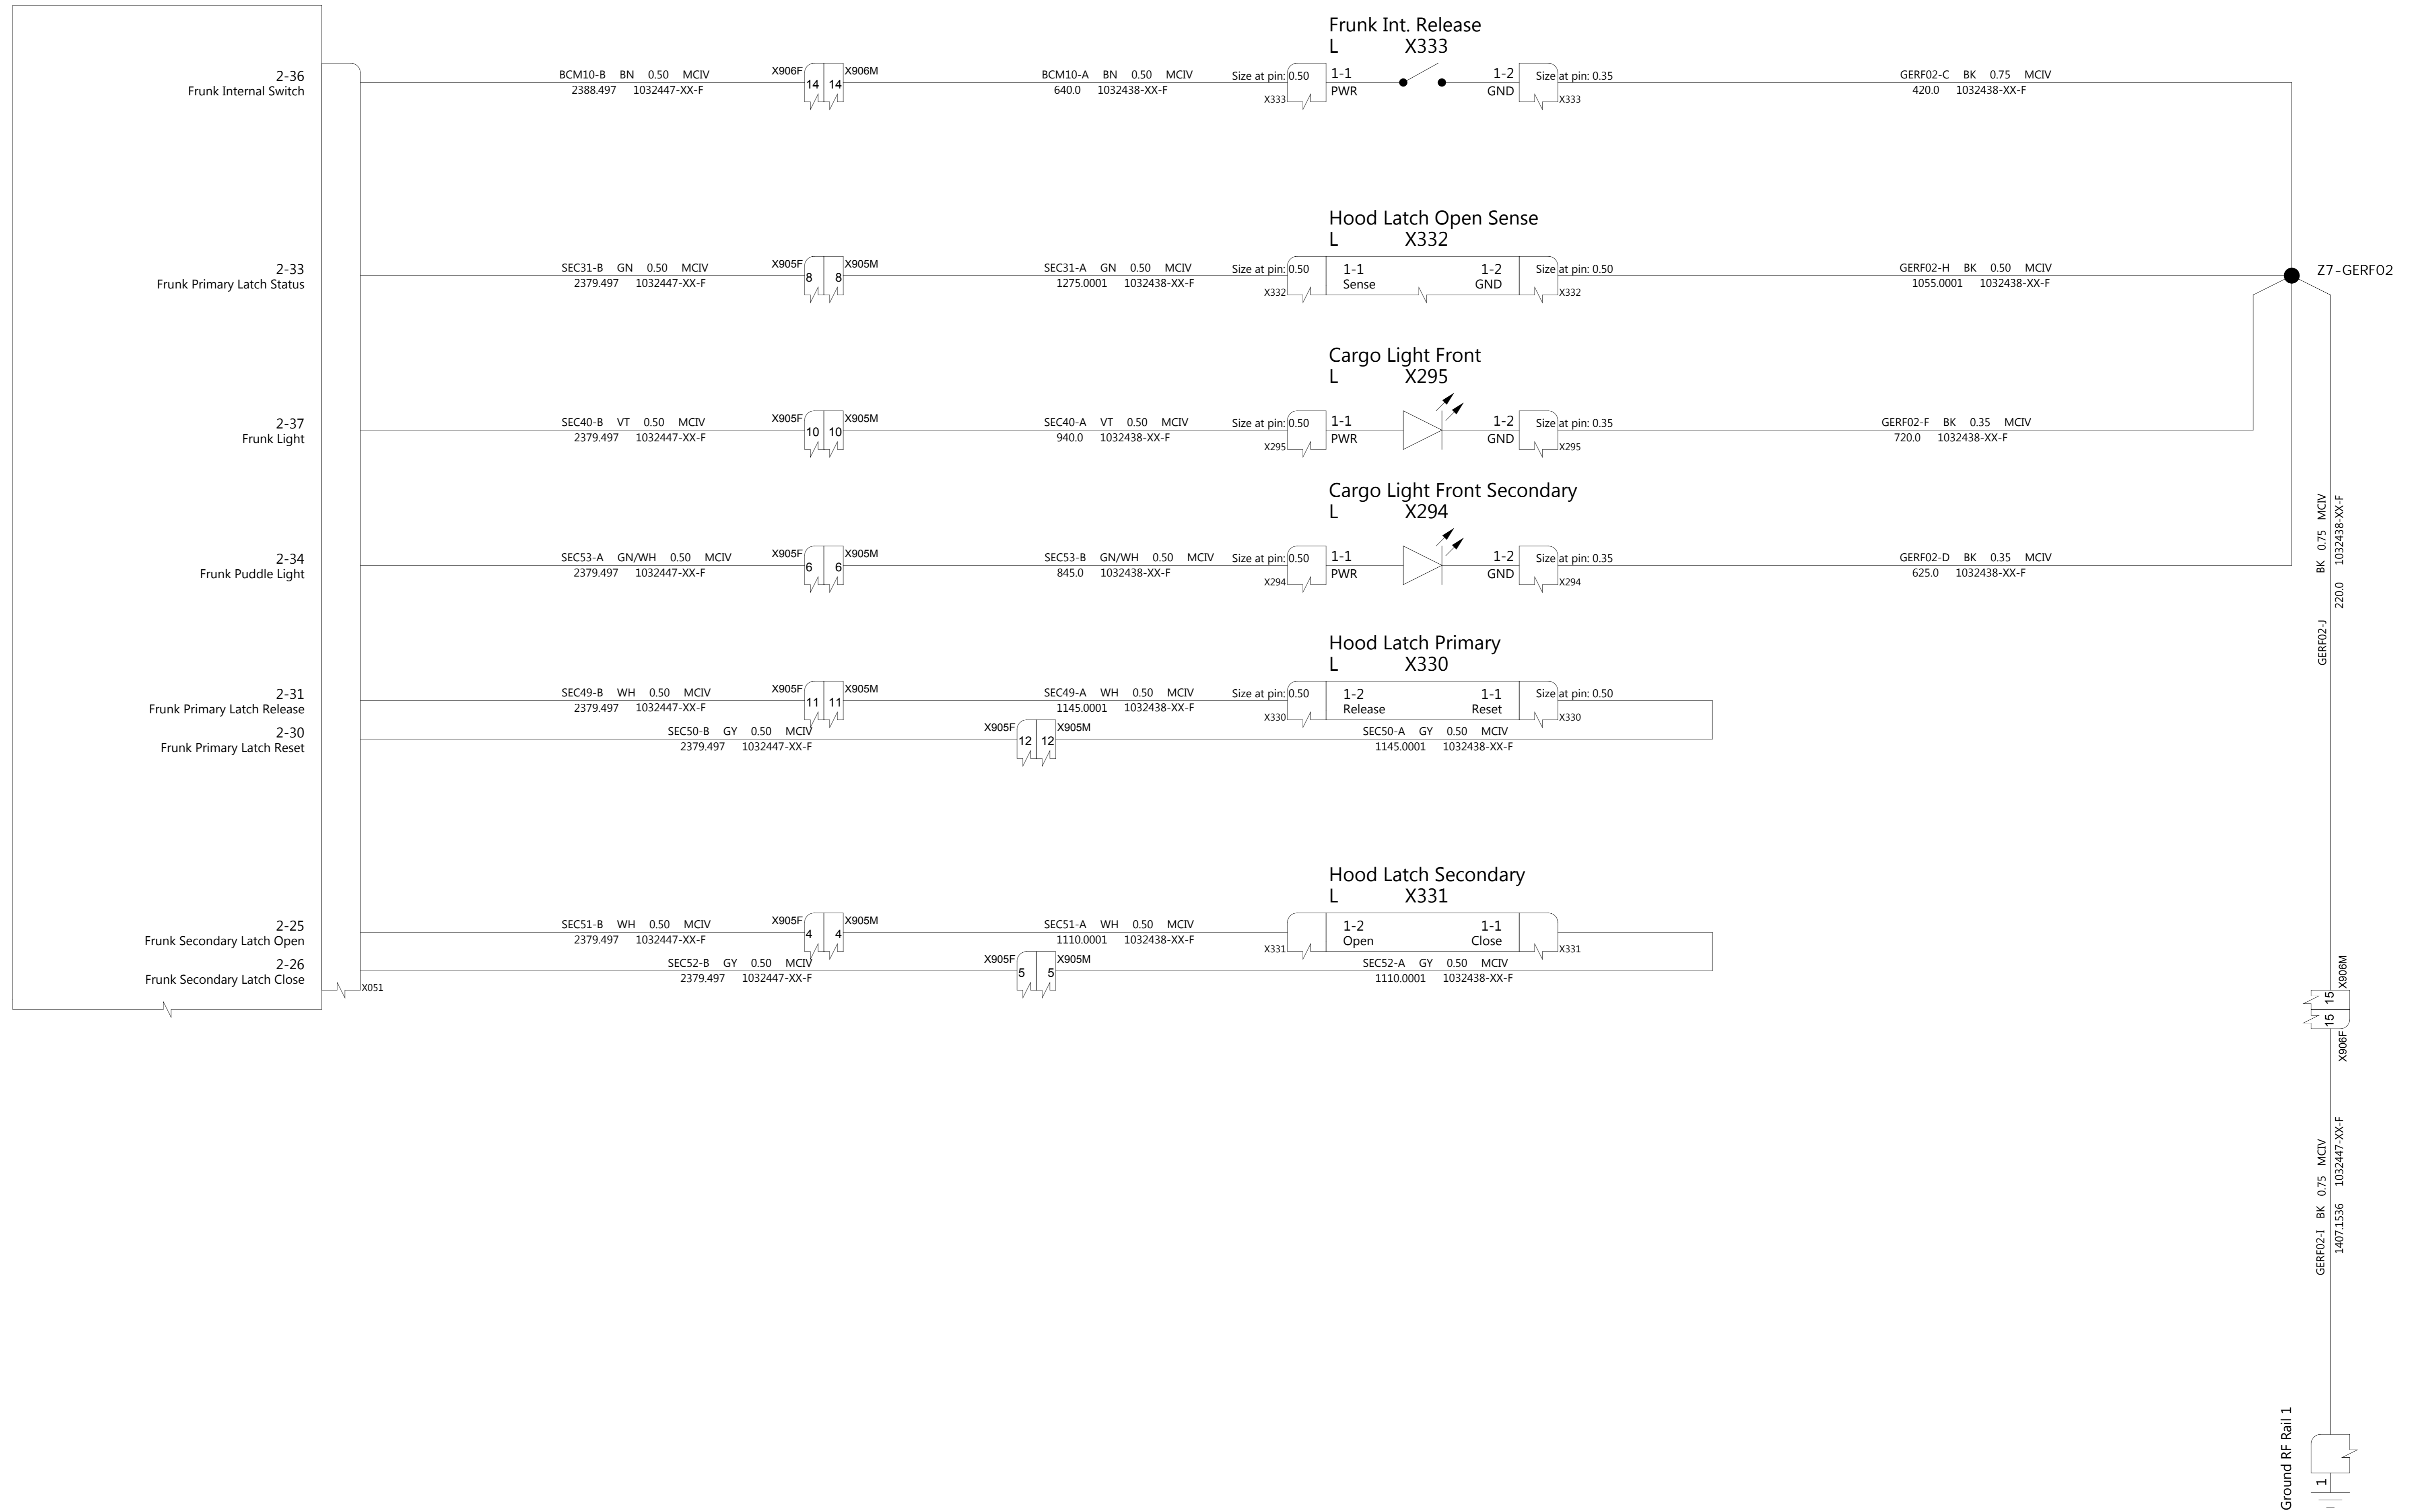 Frunk Int. Release
L X333
2-36
Frunk Internal Switch
BCM10-B BN 0.50 MCIV
2388.497 1032447-XX-F
X906F 14 14 X906M
BCM10-A BN 0.50 MCIV
640.0 1032438-XX-F
Size at pin: 0.50
X333
1-1
PWR
1-2
GND
Size at pin: 0.35
X333
GERF02-C BK 0.75 MCIV
420.0 1032438-XX-F
Hood Latch Open Sense
L X332
2-33
Frunk Primary Latch Status
SEC31-B GN 0.50 MCIV
2379.497 1032447-XX-F
X905F 8 8 X905M
SEC31-A GN 0.50 MCIV
1275.0001 1032438-XX-F
Size at pin: 0.50
X332
1-1
Sense
1-2
GND
Size at pin: 0.50
X332
GERF02-H BK 0.50 MCIV
1055.0001 1032438-XX-F
Z7-GERF02
Cargo Light Front
L X295
2-37
Frunk Light
SEC40-B VT 0.50 MCIV
2379.497 1032447-XX-F
X905F 10 10 X905M
SEC40-A VT 0.50 MCIV
940.0 1032438-XX-F
Size at pin: 0.50
X295
1-1
PWR
1-2
GND
Size at pin: 0.35
X295
GERF02-F BK 0.35 MCIV
720.0 1032438-XX-F
Cargo Light Front Secondary
L X294
2-34
Frunk Puddle Light
SEC53-A GN/WH 0.50 MCIV
2379.497 1032447-XX-F
X905F 6 6 X905M
SEC53-B GN/WH 0.50 MCIV
845.0 1032438-XX-F
Size at pin: 0.50
X294
1-1
PWR
1-2
GND
Size at pin: 0.35
X294
GERF02-D BK 0.35 MCIV
625.0 1032438-XX-F
GERF02-J BK 0.75 MCIV
220.0 1032438-XX-F
Hood Latch Primary
L X330
2-31
Frunk Primary Latch Release
SEC49-B WH 0.50 MCIV
2379.497 1032447-XX-F
X905F 11 11 X905M
SEC49-A WH 0.50 MCIV
1145.0001 1032438-XX-F
Size at pin: 0.50
X330
1-2
Release
1-1
Reset
Size at pin: 0.50
X330
2-30
Frunk Primary Latch Reset
SEC50-B GY 0.50 MCIV
2379.497 1032447-XX-F
X905F 12 12 X905M
SEC50-A GY 0.50 MCIV
1145.0001 1032438-XX-F
Hood Latch Secondary
L X331
2-25
Frunk Secondary Latch Open
SEC51-B WH 0.50 MCIV
2379.497 1032447-XX-F
X905F 4 4 X905M
SEC51-A WH 0.50 MCIV
1110.0001 1032438-XX-F
X331
1-2
Open
1-1
Close
X331
2-26
Frunk Secondary Latch Close
SEC52-B GY 0.50 MCIV
2379.497 1032447-XX-F
X905F 5 5 X905M
SEC52-A GY 0.50 MCIV
1110.0001 1032438-XX-F
X051
15 X906M
15 X906F
GERF02-I BK 0.75 MCIV
1407.1536 1032447-XX-F
Ground RF Rail 1
1